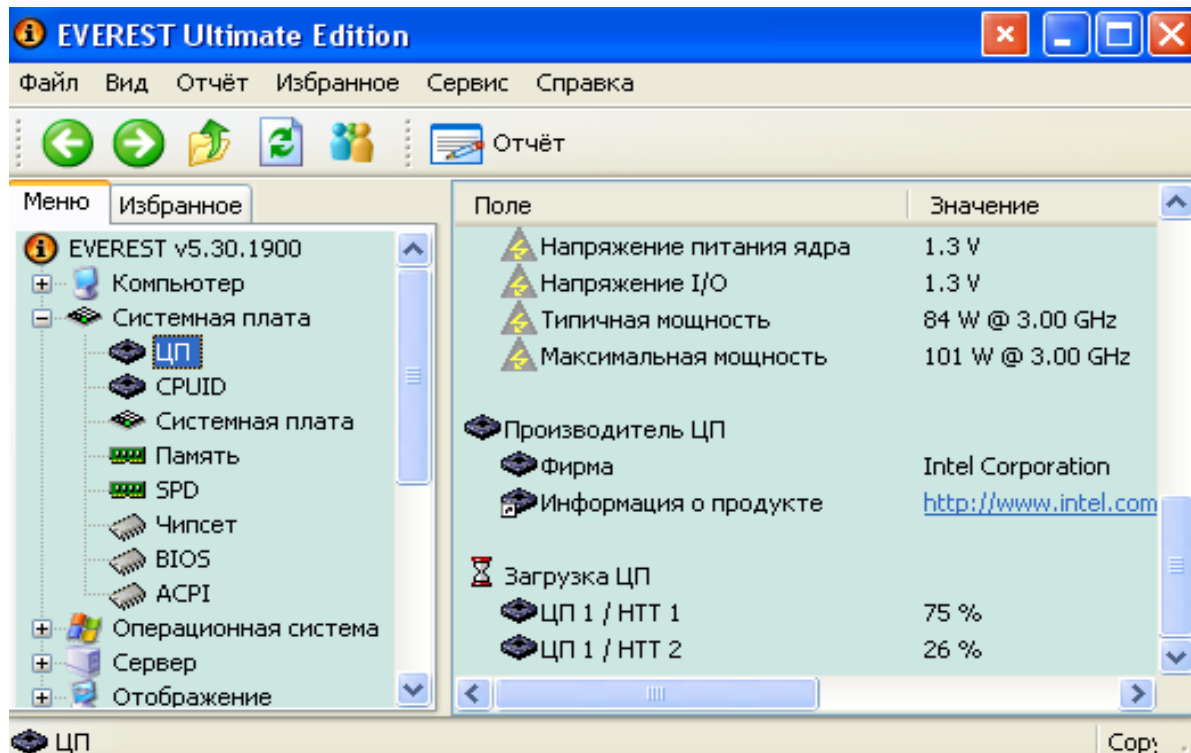 EVEREST Ultimate Edition
Файл Вид Отчёт Избранное Сервис Справка
Отчёт
Меню Избранное
EVEREST v5.30.1900
Компьютер
Системная плата
ЦП
CPUID
Системная плата
Память
SPD
Чипсет
BIOS
ACPI
Операционная система
Сервер
Отображение
Поле Значение
Напряжение питания ядра 1.3 V
Напряжение I/O 1.3 V
Типичная мощность 84 W @ 3.00 GHz
Максимальная мощность 101 W @ 3.00 GHz
Производитель ЦП
Фирма Intel Corporation
Информация о продукте http://www.intel.com
Загрузка ЦП
ЦП 1 / HTT 1 75 %
ЦП 1 / HTT 2 26 %
ЦП